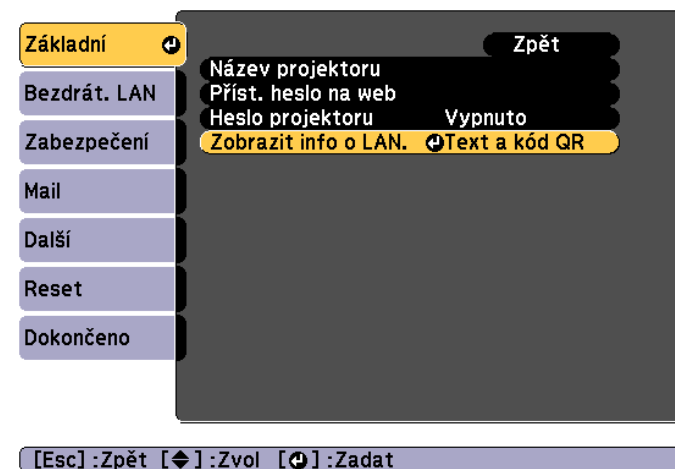 Základní
Bezdrát. LAN
Zabezpečení
Mail
Další
Reset
Dokončeno
Zpět
Název projektoru
Příst. heslo na web
Heslo projektoru Vypnuto
Zobrazit info o LAN. Text a kód QR
[Esc] :Zpět [ ] :Zvol [ ] :Zadat